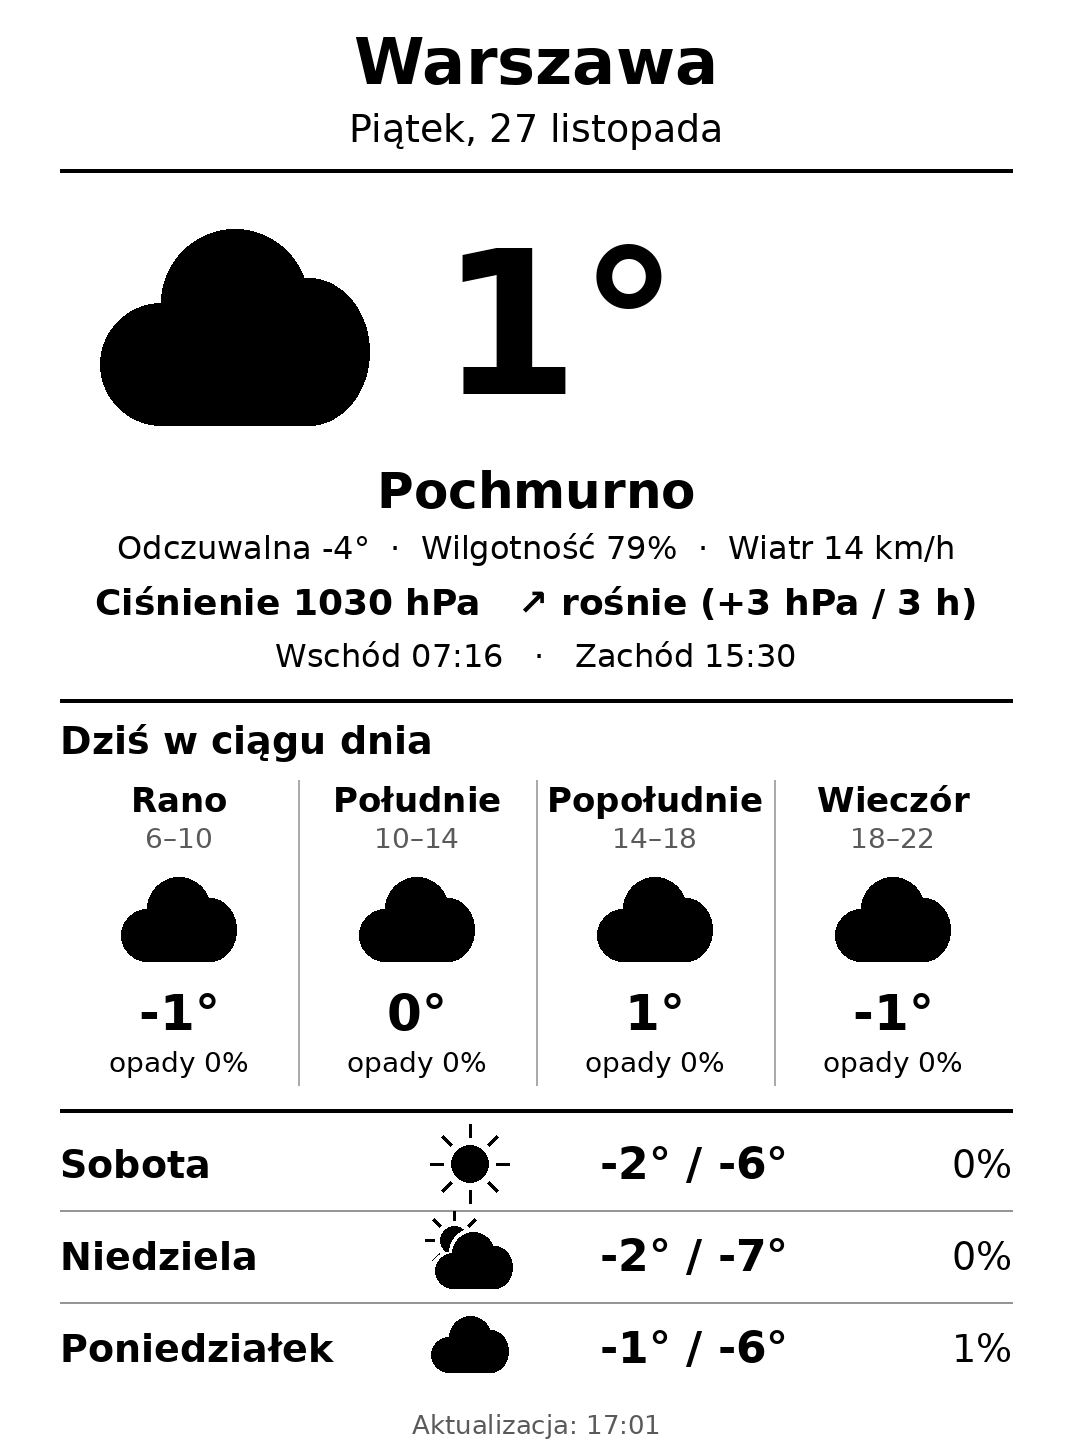 Warszawa
Piątek, 27 listopada
1°
Pochmurno
Odczuwalna -4° · Wilgotność 79% · Wiatr 14 km/h
Ciśnienie 1030 hPa ↗ rośnie (+3 hPa / 3 h)
Wschód 07:16 · Zachód 15:30
Dziś w ciągu dnia
Rano Południe Popołudnie Wieczór
6–10 10–14 14–18 18–22
-1° 0° 1° -1°
opady 0% opady 0% opady 0% opady 0%
Sobota -2° / -6° 0%
Niedziela -2° / -7° 0%
Poniedziałek -1° / -6° 1%
Aktualizacja: 17:01